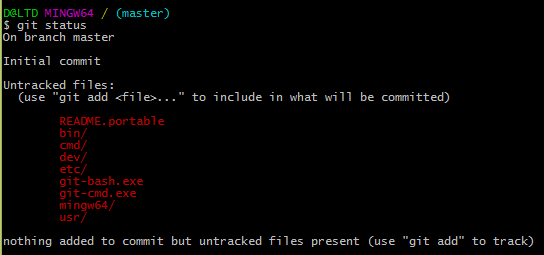 D@LTD MINGW64 / (master)
$ git status
On branch master
Initial commit
Untracked files:
  (use "git add <file>..." to include in what will be committed)
        README.portable
        bin/
        cmd/
        dev/
        etc/
        git-bash.exe
        git-cmd.exe
        mingw64/
        usr/
nothing added to commit but untracked files present (use "git add" to track)